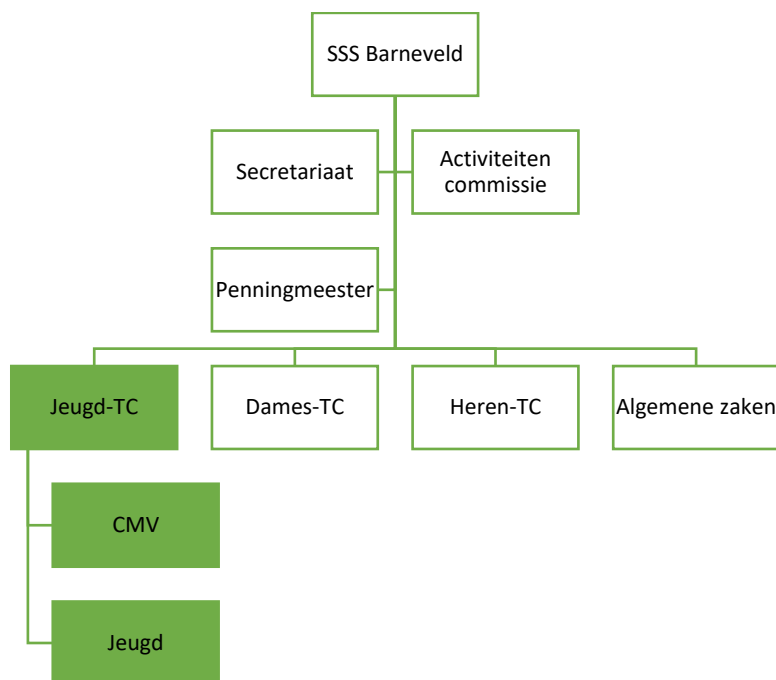 SSS Barneveld
Secretariaat
Activiteiten
commissie
Penningmeester
Jeugd-TC
Dames-TC
Heren-TC
Algemene zaken
CMV
Jeugd